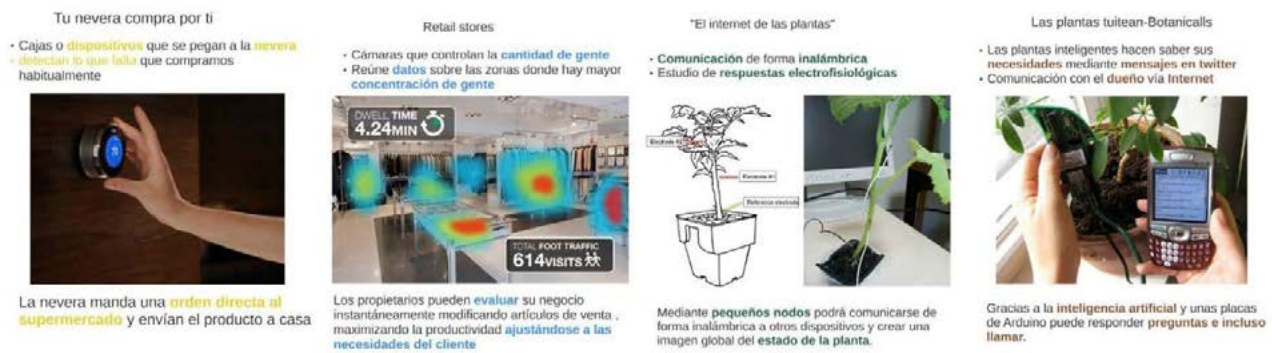 Tu nevera compra por ti
• Cajas o dispositivos que se pegan a la nevera
• detectan lo que falta que compramos
habitualmente
La nevera manda una orden directa al
supermercado y envían el producto a casa
Retail stores
• Cámaras que controlan la cantidad de gente
• Reúne datos sobre las zonas donde hay mayor
concentración de gente
DWELL TIME
4.24MIN
TOTAL FOOT TRAFFIC
614VISITS
Los propietarios pueden evaluar su negocio
instantáneamente modificando artículos de venta ,
maximizando la productividad ajustándose a las
necesidades del cliente
"El internet de las plantas"
• Comunicación de forma inalámbrica
• Estudio de respuestas electrofisiológicas
Electrodo #2
Electrodo #1
Mediante pequeños nodos podrá comunicarse de
forma inalámbrica a otros dispositivos y crear una
imagen global del estado de la planta.
Las plantas tuitean-Botanicalls
• Las plantas inteligentes hacen saber sus
necesidades mediante mensajes en twitter
• Comunicación con el dueño vía Internet
Gracias a la inteligencia artificial y unas placas
de Arduino puede responder preguntas e incluso
llamar.